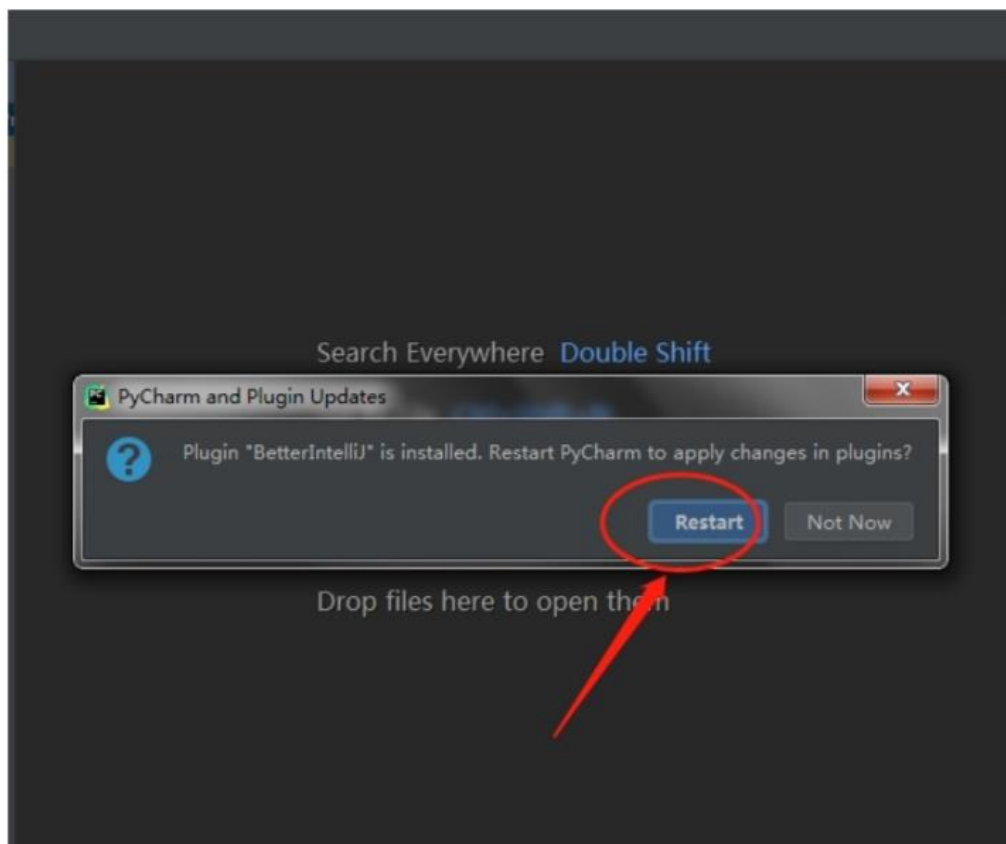 Search Everywhere Double Shift
PyCharm and Plugin Updates
Plugin "BetterIntelliJ" is installed. Restart PyCharm to apply changes in plugins?
Restart
Not Now
Drop files here to open them